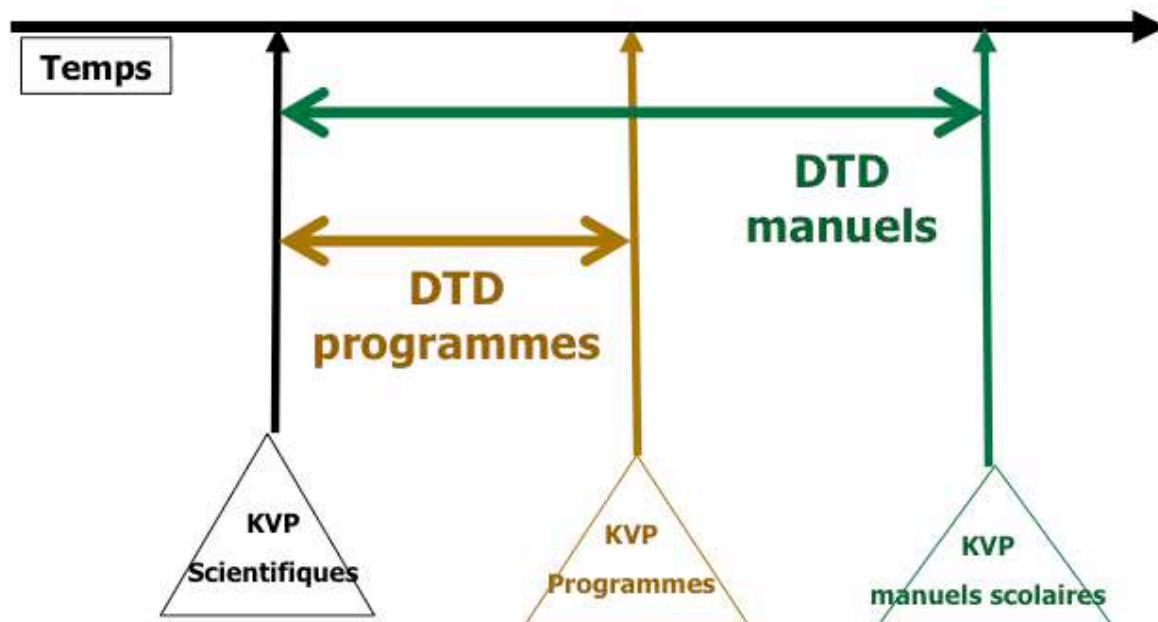 Temps
DTD
manuels
DTD
programmes
KVP
Scientifiques
KVP
Programmes
KVP
manuels scolaires